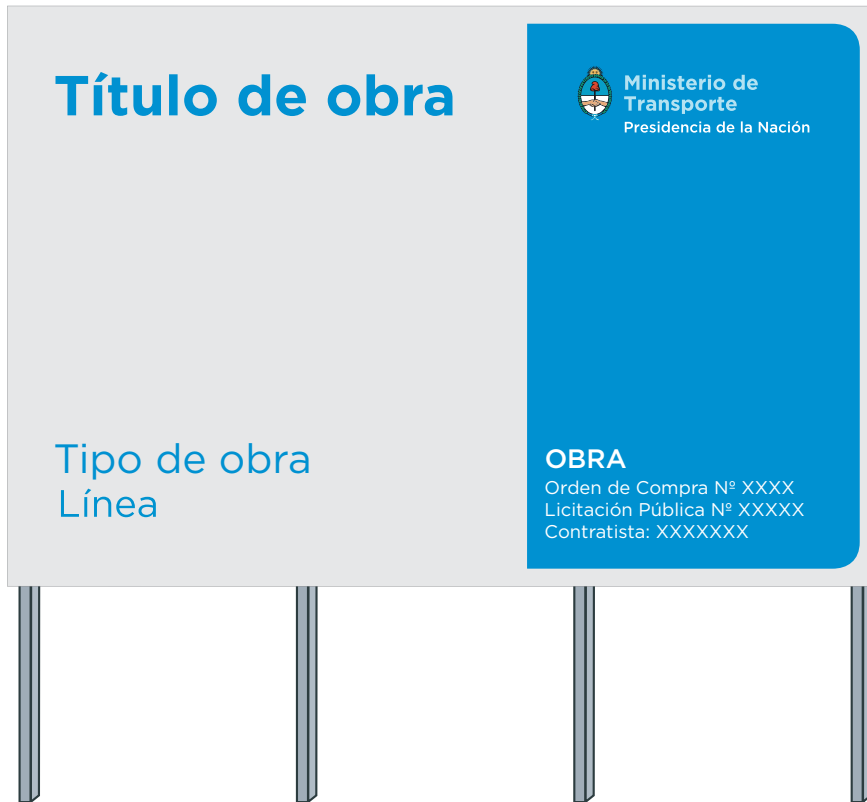 Título de obra
Ministerio de
Transporte
Presidencia de la Nación
Tipo de obra
Línea
OBRA
Orden de Compra Nº XXXX
Licitación Pública Nº XXXXX
Contratista: XXXXXXX